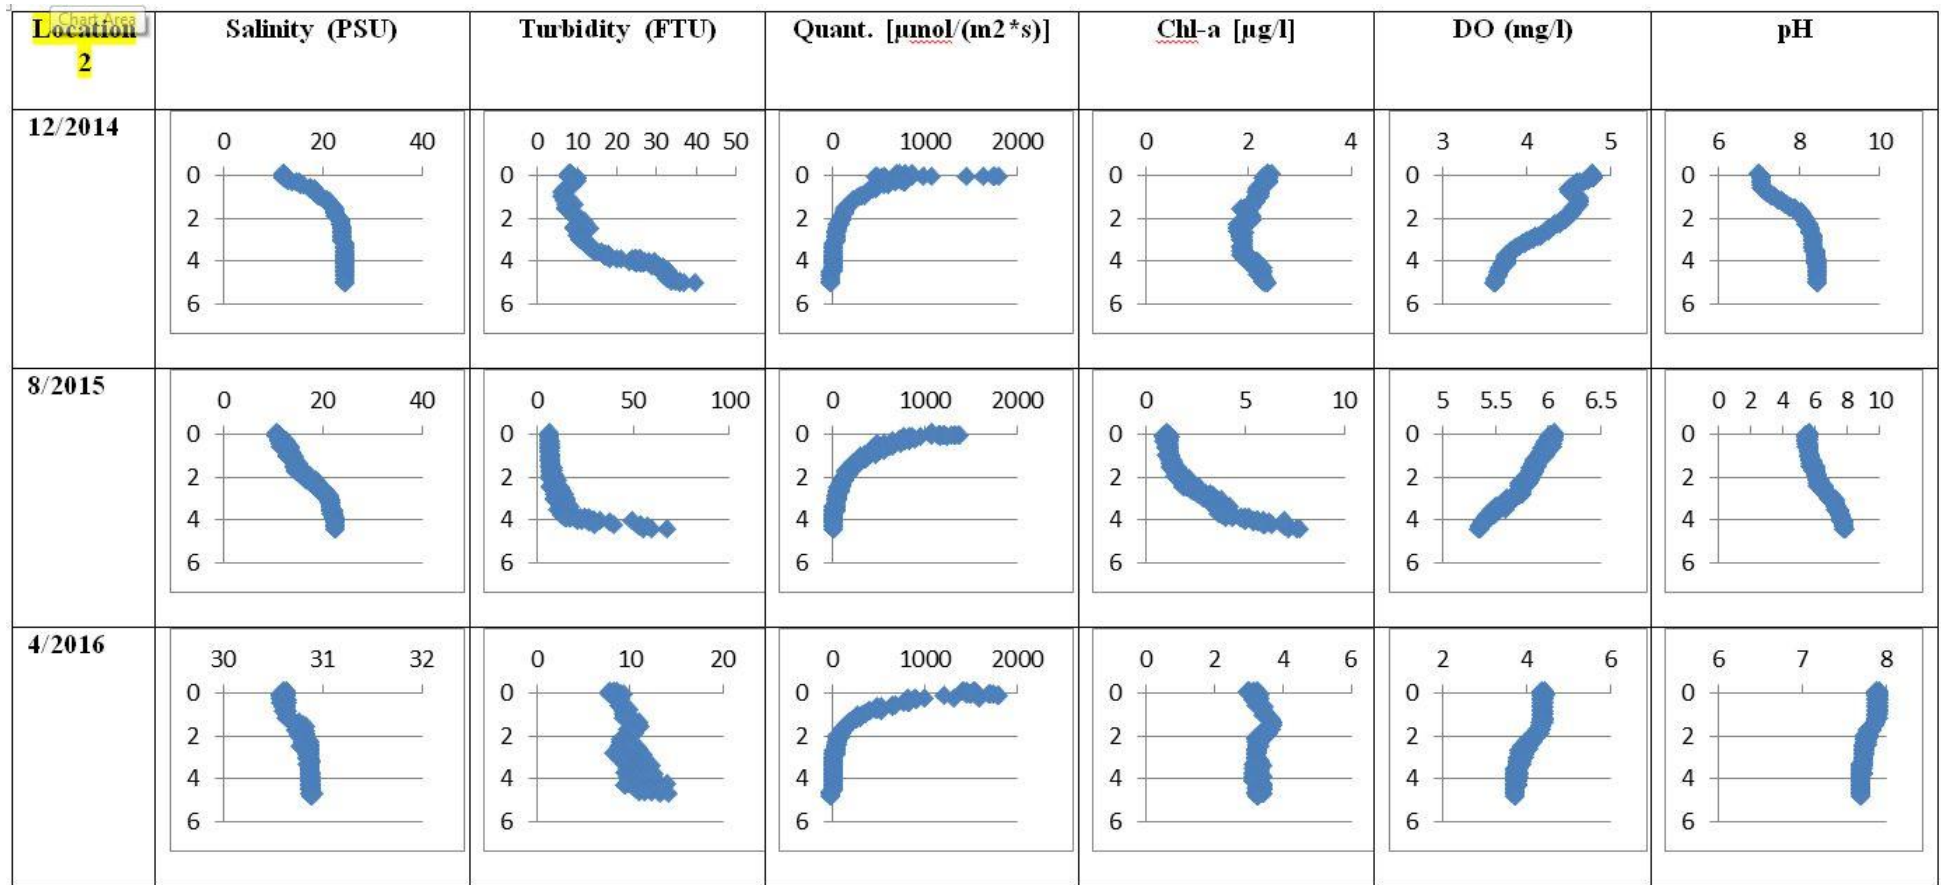 Chart Area
Location
2
Salinity (PSU)
Turbidity (FTU)
Quant. [µmol/(m2*s)]
Chl-a [µg/l]
DO (mg/l)
pH
12/2014
0 20 40
0
2
4
6
0 10 20 30 40 50
0
2
4
6
0 1000 2000
0
2
4
6
0 2 4
0
2
4
6
3 4 5
0
2
4
6
6 8 10
0
2
4
6
8/2015
0 20 40
0
2
4
6
0 50 100
0
2
4
6
0 1000 2000
0
2
4
6
0 5 10
0
2
4
6
5 5.5 6 6.5
0
2
4
6
0 2 4 6 8 10
0
2
4
6
4/2016
30 31 32
0
2
4
6
0 10 20
0
2
4
6
0 1000 2000
0
2
4
6
0 2 4 6
0
2
4
6
2 4 6
0
2
4
6
6 7 8
0
2
4
6